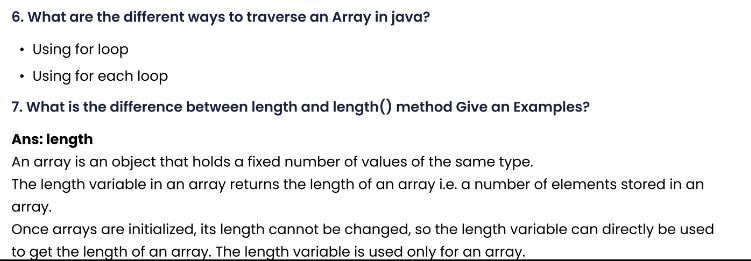 6. What are the different ways to traverse an Array in java?
• Using for loop
• Using for each loop
7. What is the difference between length and length() method Give an Examples?
Ans: length
An array is an object that holds a fixed number of values of the same type.
The length variable in an array returns the length of an array i.e. a number of elements stored in an
array.
Once arrays are initialized, its length cannot be changed, so the length variable can directly be used
to get the length of an array. The length variable is used only for an array.